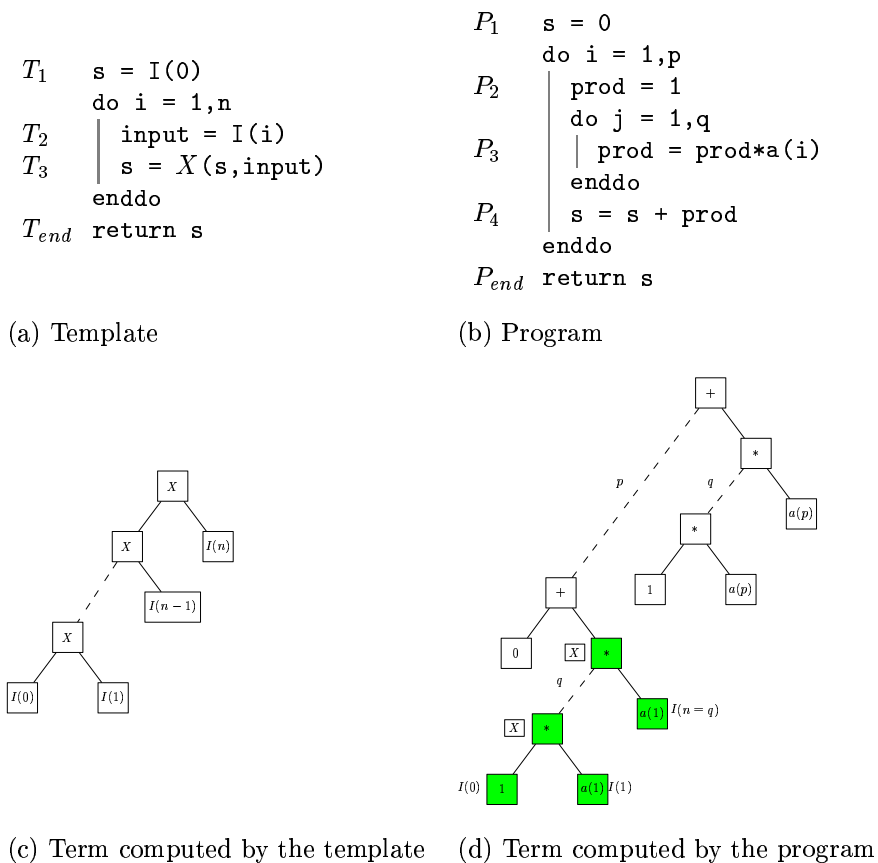 T1 s = I(0)
do i = 1,n
T2 input = I(i)
T3 s = X(s,input)
enddo
Tend return s
(a) Template
P1 s = 0
do i = 1,p
P2 prod = 1
do j = 1,q
P3 prod = prod*a(i)
enddo
P4 s = s + prod
enddo
Pend return s
(b) Program
X
X I(n)
I(n − 1)
X
I(0) I(1)
(c) Term computed by the template
+
*
p q
a(p)
*
+ 1 a(p)
0 X *
q
a(1) I(n = q)
X *
I(0) 1 a(1) I(1)
(d) Term computed by the program